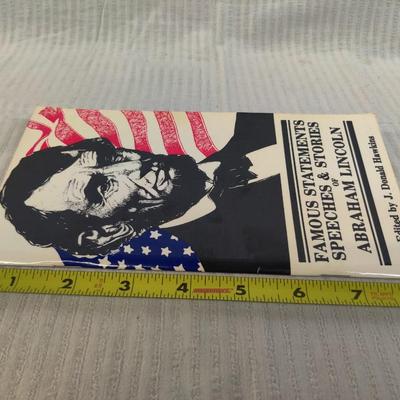 FAMOUS STATEMENTS
SPEECHES & STORIES
OF
ABRAHAM LINCOLN
Edited by J. Donald Hawkins
1 2 3 4 5 6 7